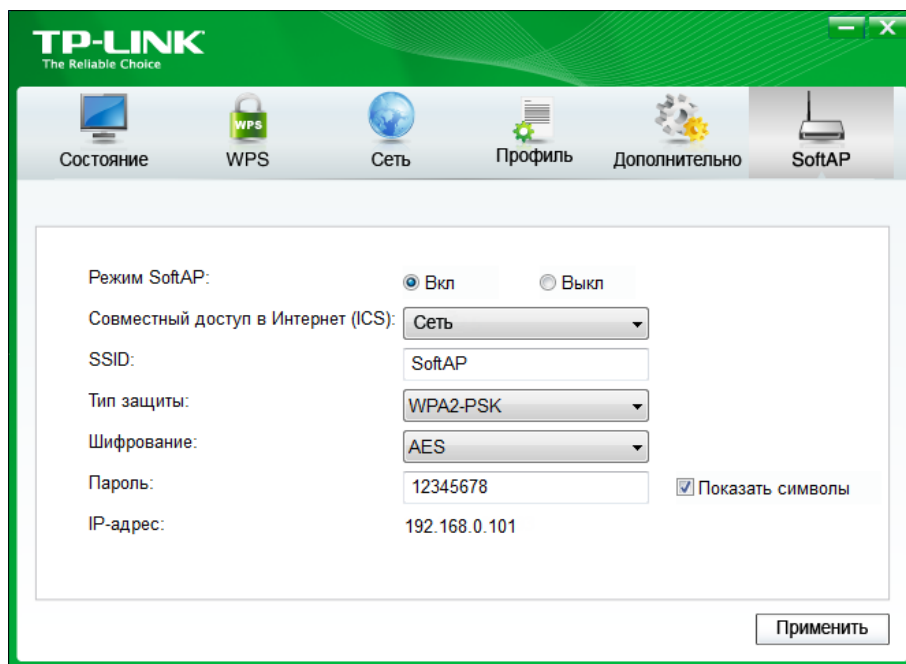 TP-LINK
The Reliable Choice
WPS
Состояние WPS Сеть Профиль Дополнительно SoftAP
Режим SoftAP: Вкл Выкл
Совместный доступ в Интернет (ICS): Сеть
SSID: SoftAP
Тип защиты: WPA2-PSK
Шифрование: AES
Пароль: 12345678 Показать символы
IP-адрес: 192.168.0.101
Применить